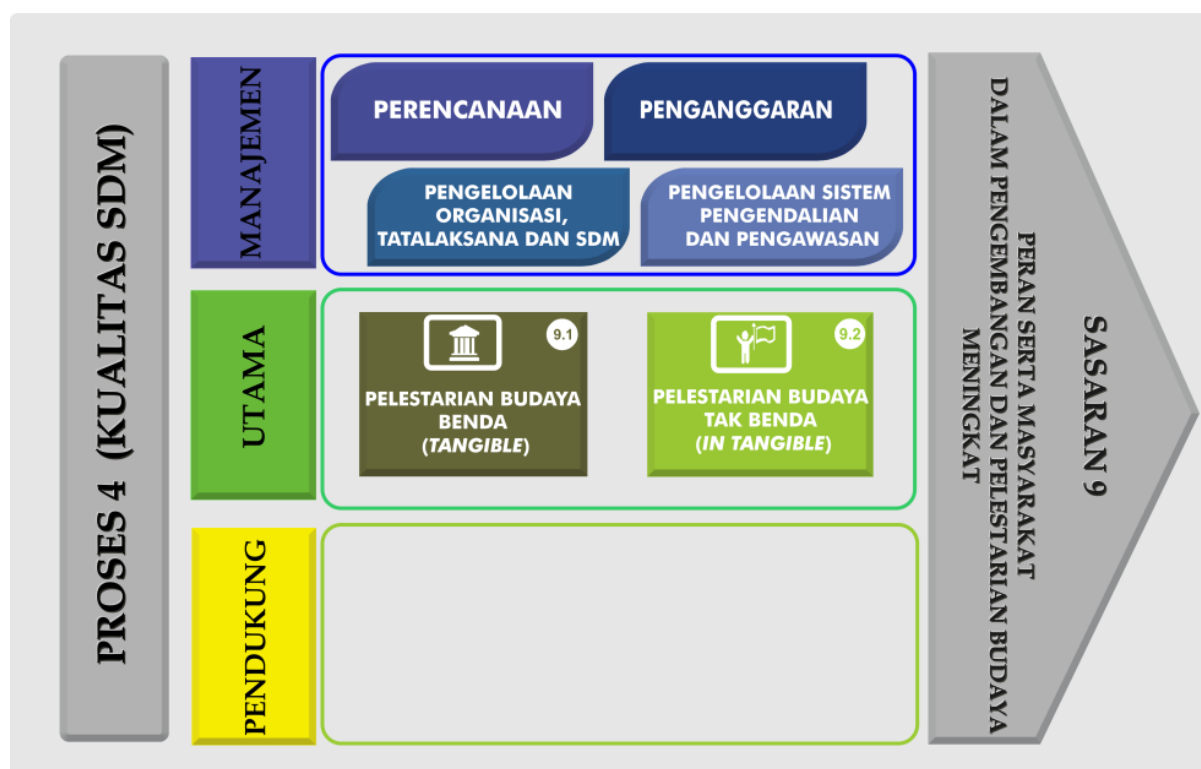 PROSES 4 (KUALITAS SDM)
MANAJEMEN
PERENCANAAN
PENGANGGARAN
PENGELOLAAN
ORGANISASI,
TATALAKSANA DAN SDM
PENGELOLAAN SISTEM
PENGENDALIAN
DAN PENGAWASAN
UTAMA
9.1
PELESTARIAN BUDAYA
BENDA
(TANGIBLE)
9.2
PELESTARIAN BUDAYA
TAK BENDA
(IN TANGIBLE)
PENDUKUNG
SASARAN 9
PERAN SERTA MASYARAKAT
DALAM PENGEMBANGAN DAN PELESTARIAN BUDAYA
MENINGKAT